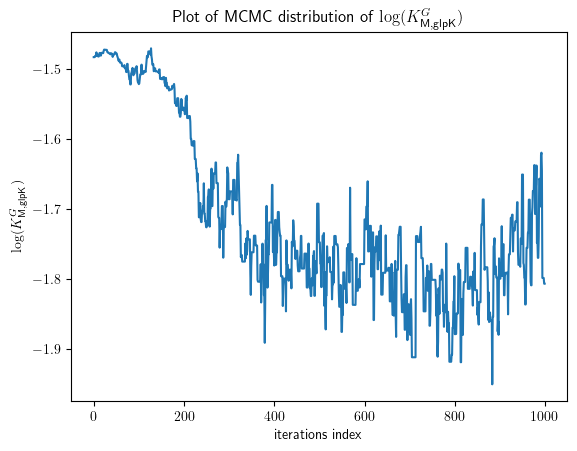 Plot of MCMC distribution of log(K^G_M,glpK)
log(K^G_M,glpK)
−1.5
−1.6
−1.7
−1.8
−1.9
0 200 400 600 800 1000
iterations index